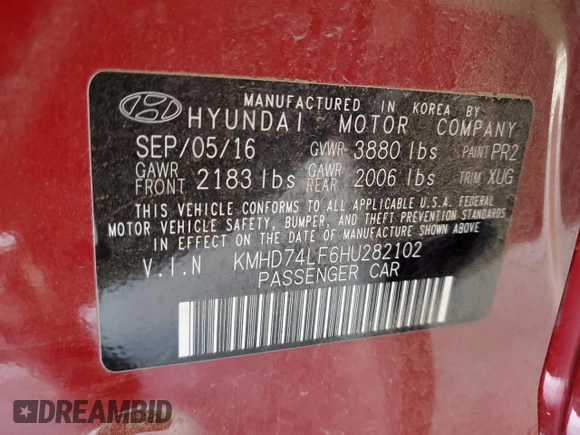 MANUFACTURED IN KOREA BY
HYUNDAI MOTOR COMPANY
SEP/05/16 GVWR 3880 lbs PAINT PR2
GAWR FRONT 2183 lbs GAWR REAR 2006 lbs TRIM XUG
THIS VEHICLE CONFORMS TO ALL APPLICABLE U.S.A. FEDERAL
MOTOR VEHICLE SAFETY, BUMPER, AND THEFT PREVENTION STANDARDS
IN EFFECT ON THE DATE OF MANUFACTURE SHOWN ABOVE
V.I.N KMHD74LF6HU282102
PASSENGER CAR
DREAMBID